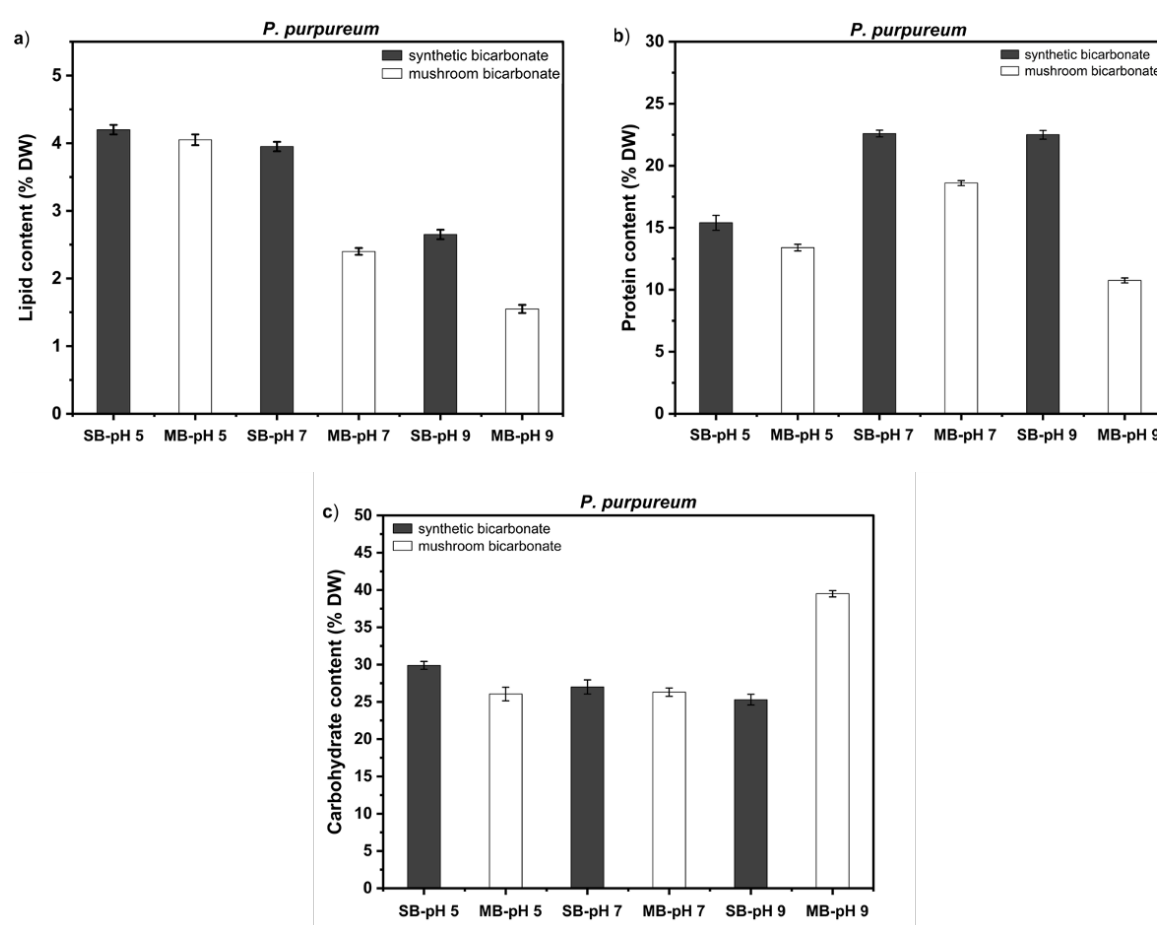 a)
P. purpureum
synthetic bicarbonate
mushroom bicarbonate
Lipid content (% DW)
5
4
3
2
1
0
SB-pH 5 MB-pH 5 SB-pH 7 MB-pH 7 SB-pH 9 MB-pH 9
b)
P. purpureum
synthetic bicarbonate
mushroom bicarbonate
Protein content (% DW)
30
25
20
15
10
5
0
SB-pH 5 MB-pH 5 SB-pH 7 MB-pH 7 SB-pH 9 MB-pH 9
c)
P. purpureum
synthetic bicarbonate
mushroom bicarbonate
Carbohydrate content (% DW)
50
45
40
35
30
25
20
15
10
5
0
SB-pH 5 MB-pH 5 SB-pH 7 MB-pH 7 SB-pH 9 MB-pH 9